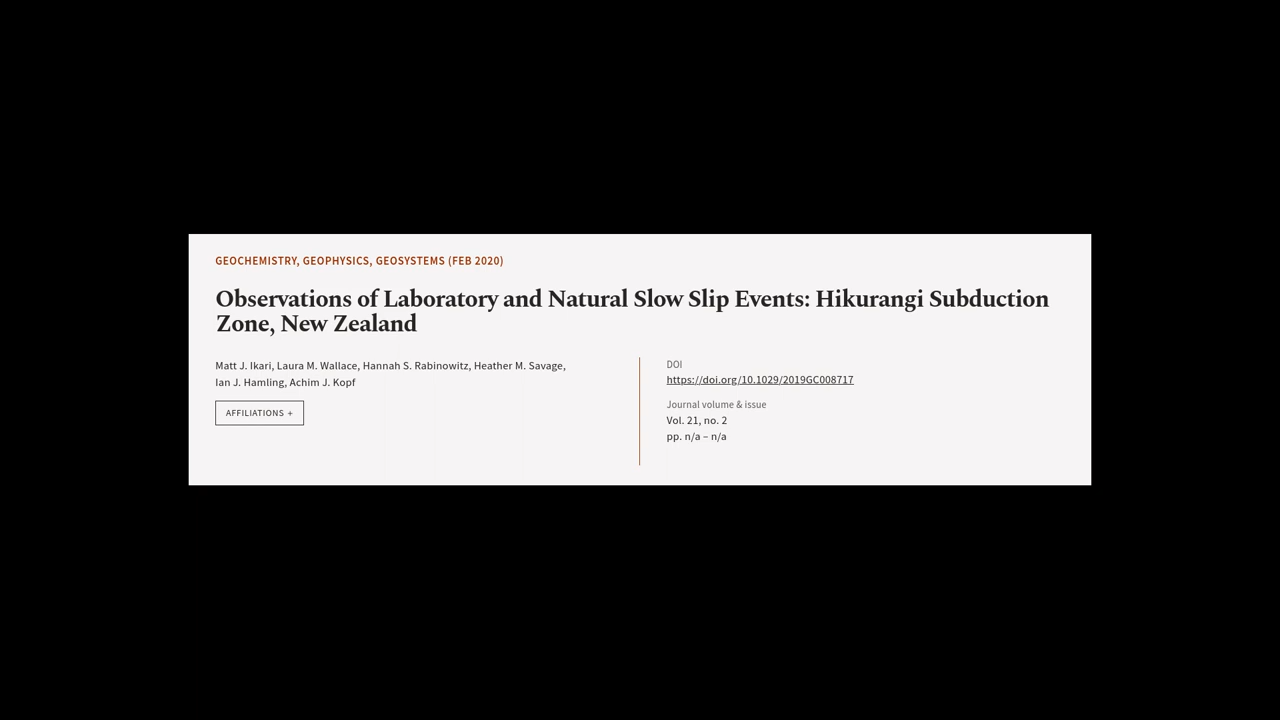 GEOCHEMISTRY, GEOPHYSICS, GEOSYSTEMS (FEB 2020)
Observations of Laboratory and Natural Slow Slip Events: Hikurangi Subduction
Zone, New Zealand
Matt J. Ikari, Laura M. Wallace, Hannah S. Rabinowitz, Heather M. Savage,
Ian J. Hamling, Achim J. Kopf
AFFILIATIONS +
DOI
https://doi.org/10.1029/2019GC008717
Journal volume & issue
Vol. 21, no. 2
pp. n/a – n/a